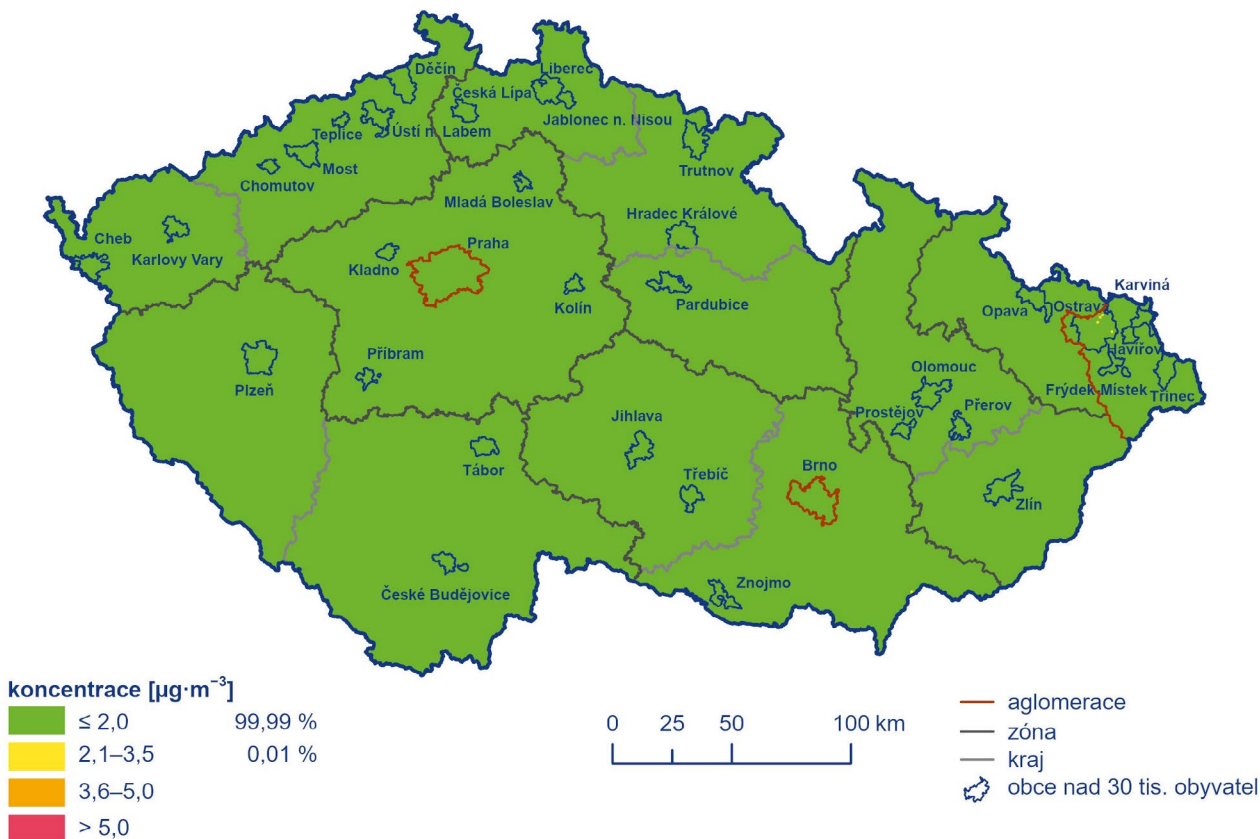 Děčín
Liberec
Česká Lípa
Jablonec n. Nisou
Teplice
Ústí n. Labem
Most
Chomutov
Trutnov
Mladá Boleslav
Hradec Králové
Cheb
Karlovy Vary
Kladno
Praha
Kolín
Pardubice
Karviná
Opava
Ostrava
Havířov
Frýdek Místek
Třinec
Plzeň
Příbram
Olomouc
Prostějov
Přerov
Jihlava
Tábor
Třebíč
Brno
Zlín
České Budějovice
Znojmo
koncentrace [µg·m⁻³]
≤ 2,0 99,99 %
2,1–3,5 0,01 %
3,6–5,0
> 5,0
0 25 50 100 km
aglomerace
zóna
kraj
obce nad 30 tis. obyvatel